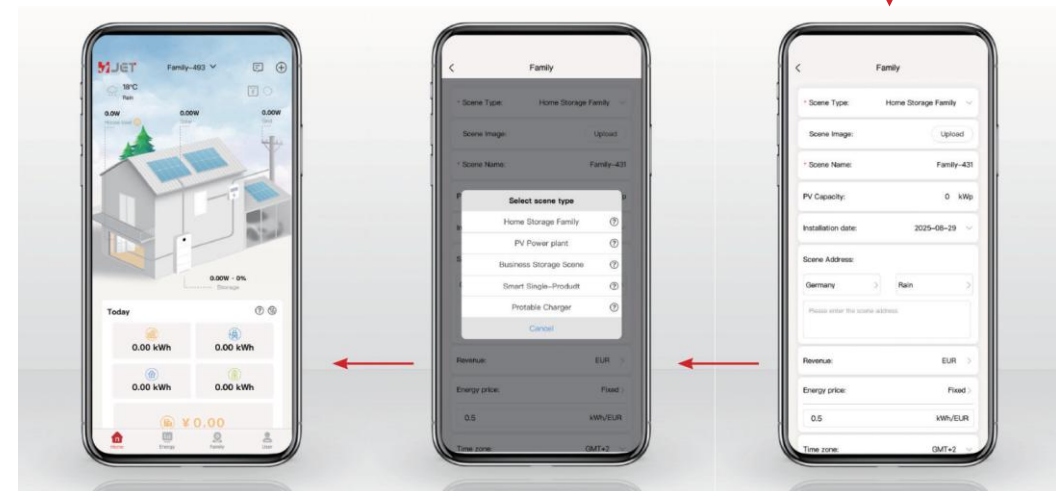 JET
Family-493
18°C
Rain
0.0W
0.00W
0.00W
House load
Solar
Grid
0.00W - 0%
Storage
Today
0.00 kWh
0.00 kWh
0.00 kWh
0.00 kWh
¥ 0.00
Home
Energy
Family
User
Family
* Scene Type:
Home Storage Family
Scene Image:
Upload
* Scene Name:
Family-431
Select scene type
Home Storage Family
PV Power plant
Business Storage Scene
Smart Single-Produdt
Protable Charger
Cancel
Revenue:
EUR
Energy price:
Fixed
0.5
kWh/EUR
Time zone:
GMT+2
Family
* Scene Type:
Home Storage Family
Scene Image:
Upload
* Scene Name:
Family-431
PV Capacity:
0 kWp
Installation date:
2025-08-29
Scene Address:
Germany
Rain
Please enter the scene address
Revenue:
EUR
Energy price:
Fixed
0.5
kWh/EUR
Time zone:
GMT+2